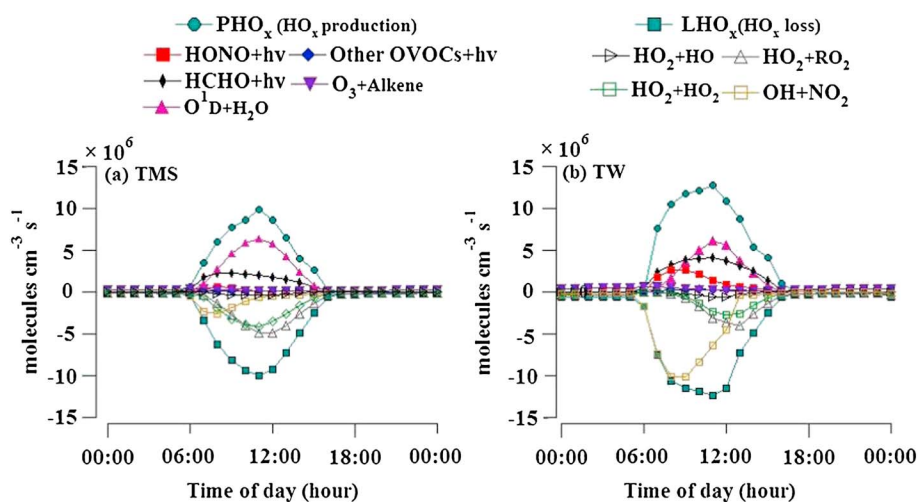 PHOₓ (HOₓ production)
HONO+hv
Other OVOCs+hv
HCHO+hv
O₃+Alkene
O¹D+H₂O
LHOₓ(HOₓ loss)
HO₂+HO
HO₂+RO₂
HO₂+HO₂
OH+NO₂
× 10⁶
15
(a) TMS
10
5
0
-5
-10
-15
molecules cm⁻³ s⁻¹
00:00 06:00 12:00 18:00 00:00
Time of day (hour)
× 10⁶
15
(b) TW
10
5
0
-5
-10
-15
molecules cm⁻³ s⁻¹
00:00 06:00 12:00 18:00 00:00
Time of day (hour)